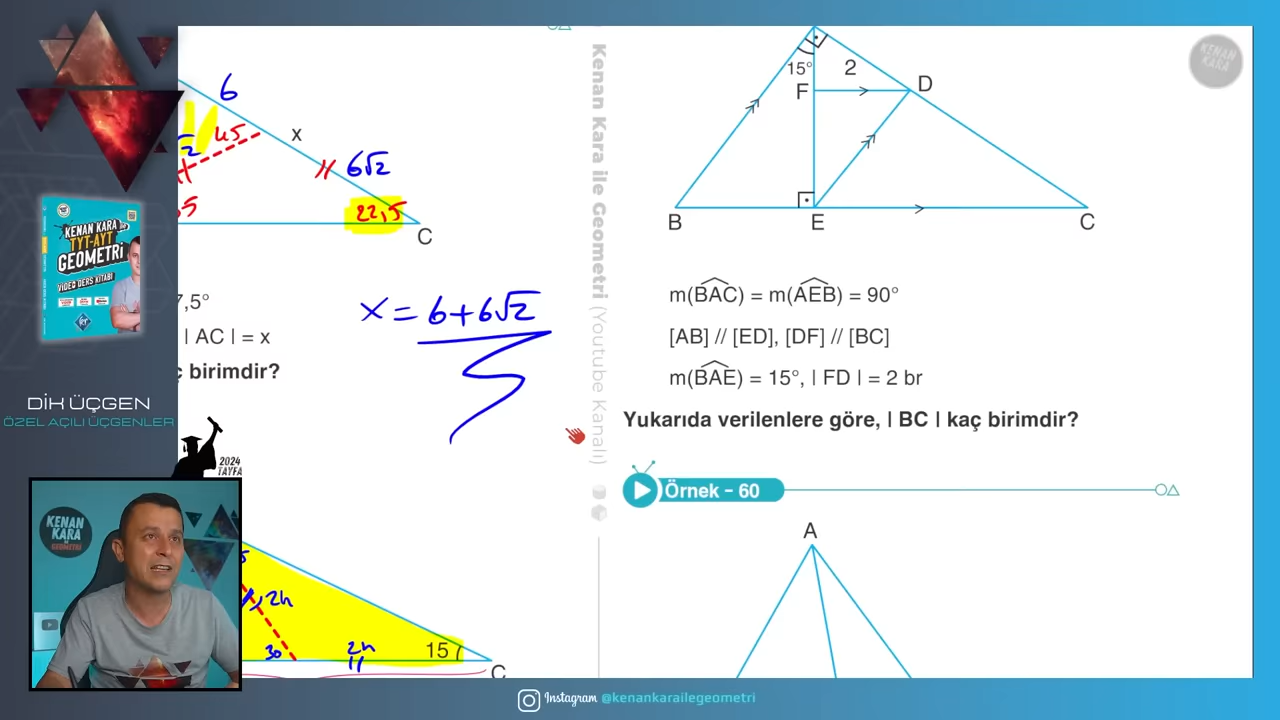 6
45
x
6√2
22,5
C
7,5°
| AC | = x
birimdir?
x = 6+6√2
2h
30
2h
15
C
Kenan Kara ile Geometri (Youtube Kanalı)
15°
2
F
D
B
E
C
m(BAC) = m(AEB) = 90°
[AB] // [ED], [DF] // [BC]
m(BAE) = 15°, | FD | = 2 br
Yukarıda verilenlere göre, | BC | kaç birimdir?
Örnek - 60
A
KENAN KARA
KENAN KARA ile
TYT-AYT
GEOMETRİ
VİDEO DERS KİTABI
DİK ÜÇGEN
ÖZEL AÇILI ÜÇGENLER
2024
TAYFA
KENAN
KARA
GEOMETRİ
Instagram @kenankarailegeometri